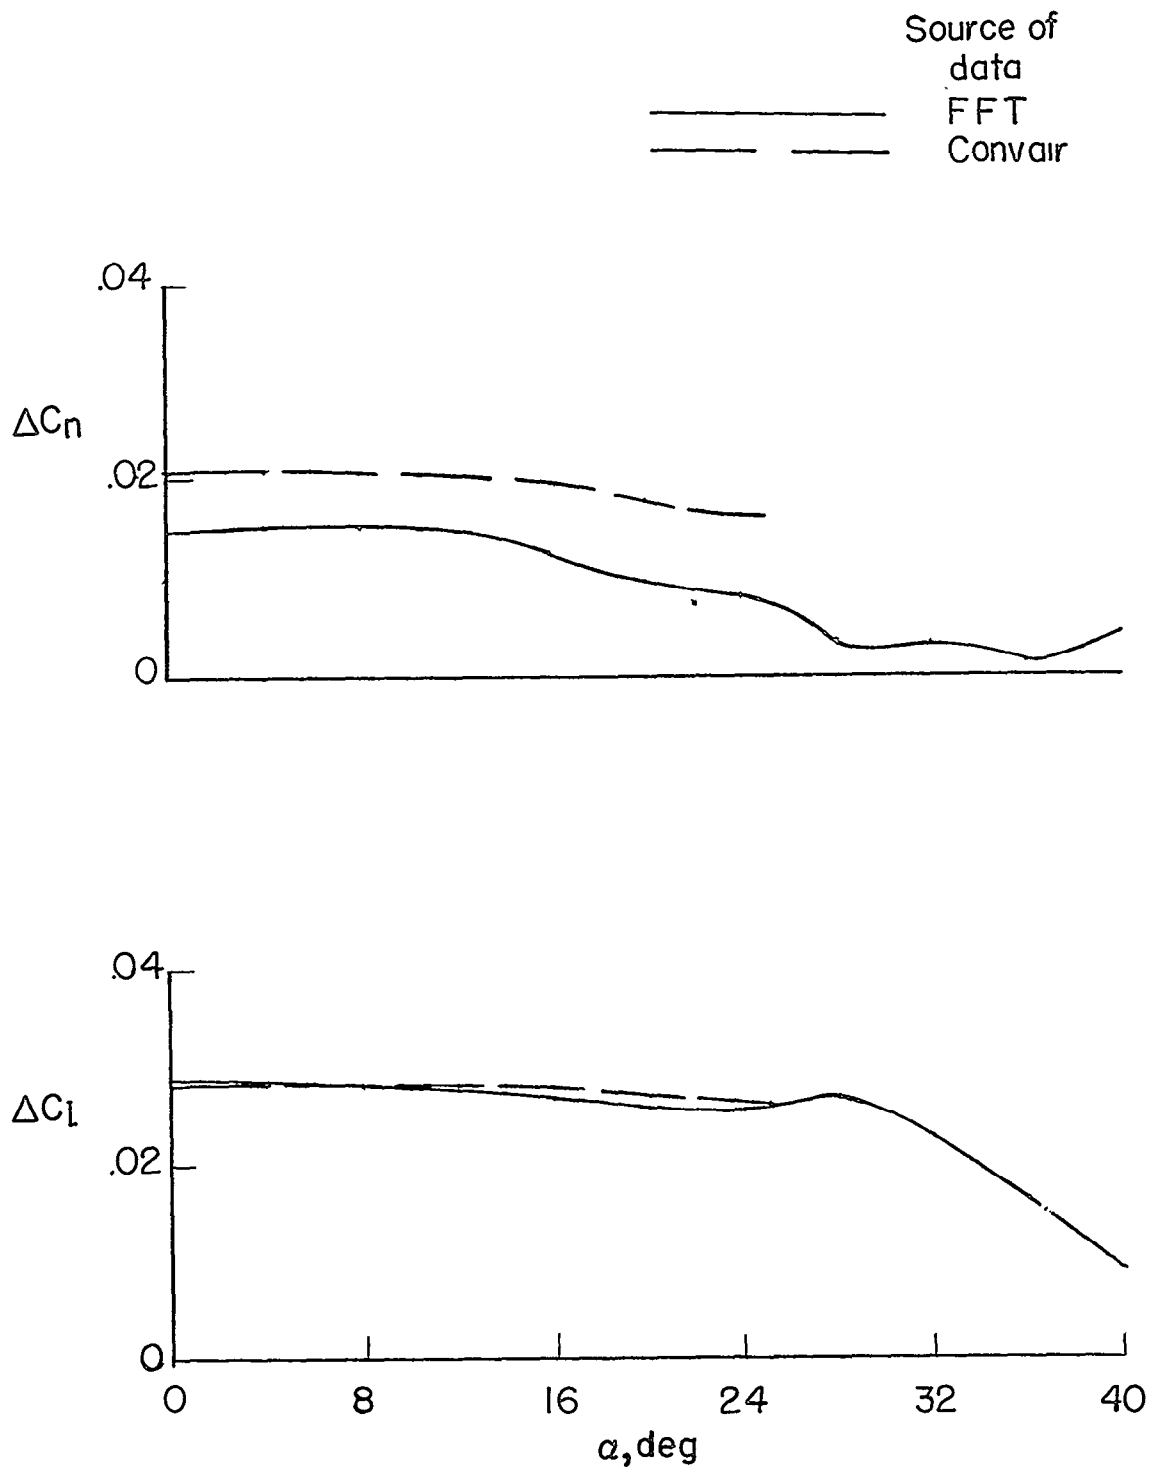 Source of
data
FFT
Convair
.04
ΔCn
.02
0
.04
ΔCl
.02
0
0 8 16 24 32 40
α, deg